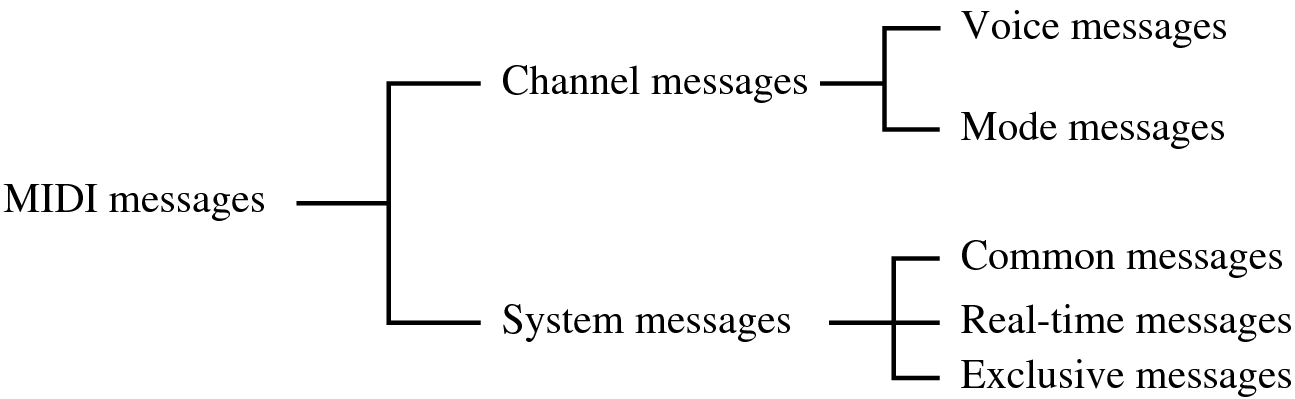 Voice messages
Channel messages
Mode messages
MIDI messages
Common messages
System messages
Real-time messages
Exclusive messages